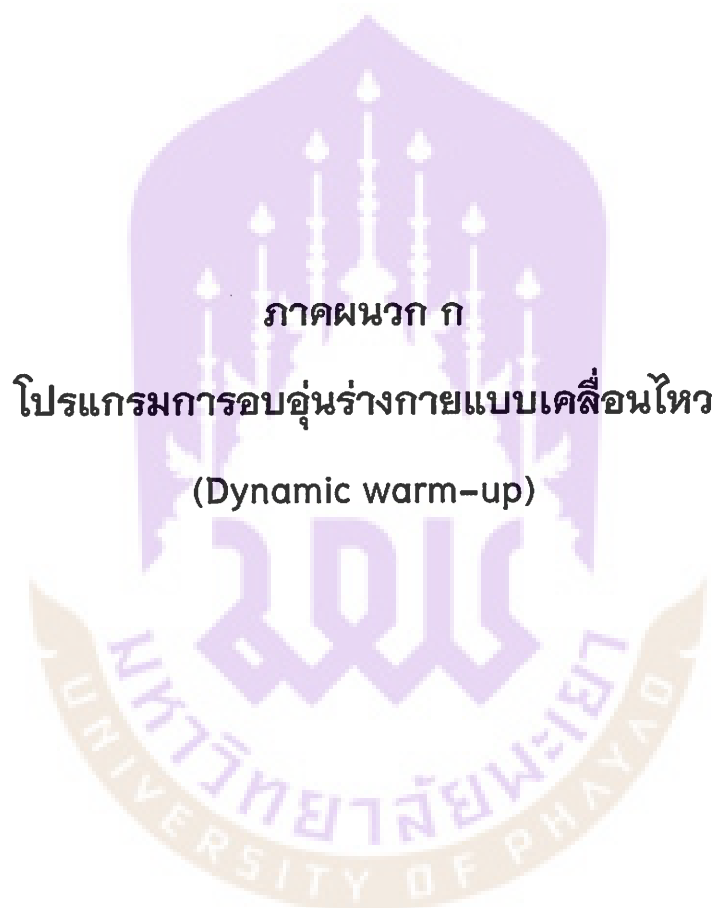 ภาคผนวก ก
โปรแกรมการอบอุ่นร่างกายแบบเคลื่อนไหว
(Dynamic warm-up)
มพย
มหาวิทยาลัยพะเยา
UNIVERSITY OF PHAYAO